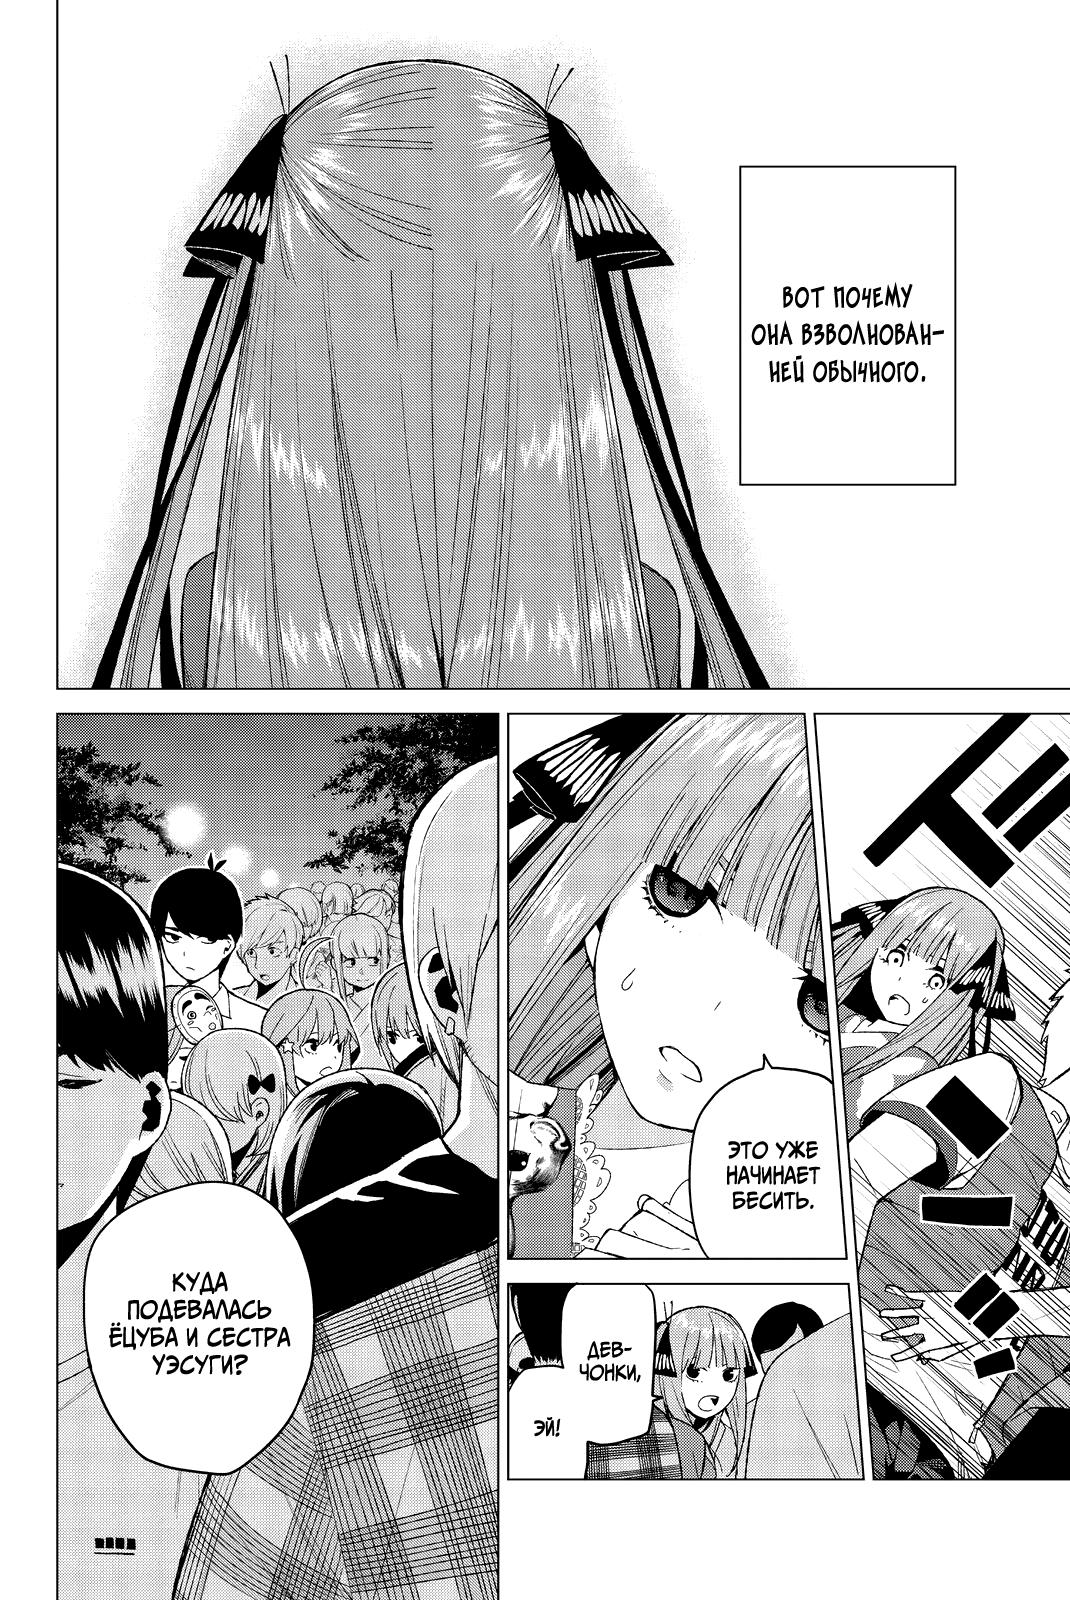 ВОТ ПОЧЕМУ
ОНА ВЗВОЛНОВАН-
НЕЙ ОБЫЧНОГО.
ЭТО УЖЕ
НАЧИНАЕТ
БЕСИТЬ.
ДЕВ-
ЧОНКИ,
ЭЙ!
КУДА
ПОДЕВАЛАСЬ
ЁЦУБА И СЕСТРА
УЭСУГИ?